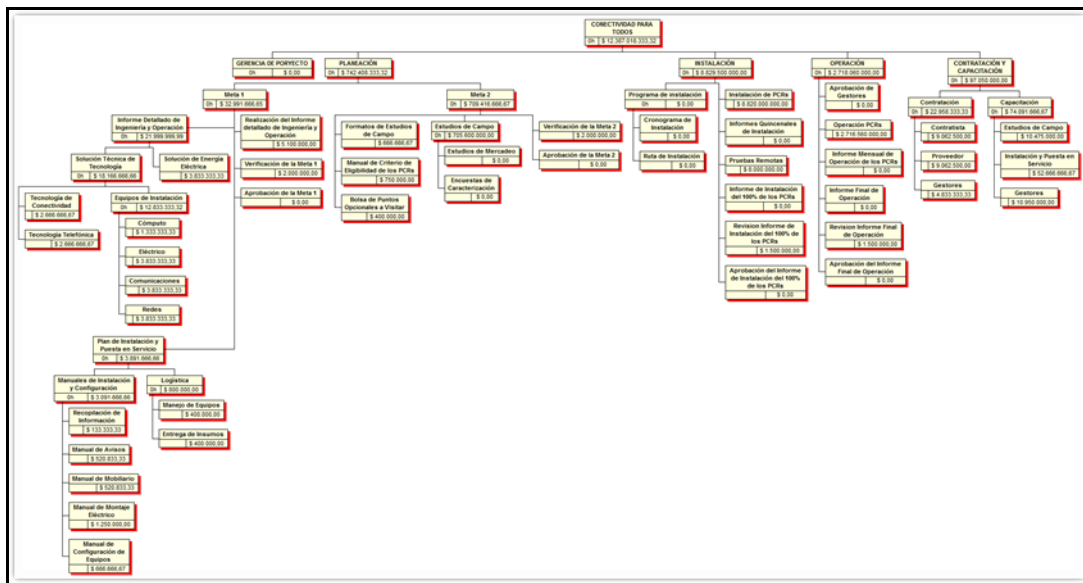 CONECTIVIDAD PARA
TODOS
0h $ 12.387.018.333,32
GERENCIA DE PORYECTO
0h $ 0,00
PLANEACIÓN
0h $ 742.408.333,32
INSTALACIÓN
0h $ 8.829.500.000,00
OPERACIÓN
0h $ 2.718.060.000,00
CONTRATACIÓN Y
CAPACITACIÓN
0h $ 97.050.000,00
Meta 1
0h $ 32.991.666,65
Meta 2
0h $ 709.416.666,67
Informe Detallado de
Ingeniería y Operación
0h $ 21.999.999,99
Solución Técnica de
Tecnología
0h $ 18.166.666,66
Tecnología de
Conectividad
$ 2.666.666,67
Tecnología Telefónica
$ 2.666.666,67
Equipos de Instalación
0h $ 12.833.333,32
Cómputo
$ 1.333.333,33
Eléctrico
$ 3.833.333,33
Comunicaciones
$ 3.833.333,33
Redes
$ 3.833.333,33
Solución de Energía
Eléctrica
$ 3.833.333,33
Realización del Informe
detallado de Ingeniería y
Operación
$ 5.100.000,00
Verificación de la Meta 1
$ 2.000.000,00
Aprobación de la Meta 1
$ 0,00
Plan de Instalación y
Puesta en Servicio
0h $ 3.891.666,66
Manuales de Instalación
y Configuración
0h $ 3.091.666,66
Recopilación de
Información
$ 133.333,33
Manual de Avisos
$ 520.833,33
Manual de Mobiliario
$ 520.833,33
Manual de Montaje
Eléctrico
$ 1.250.000,00
Manual de
Configuración de
Equipos
$ 666.666,67
Logística
0h $ 800.000,00
Manejo de Equipos
$ 400.000,00
Entrega de Insumos
$ 400.000,00
Formatos de Estudios
de Campo
$ 666.666,67
Manual de Criterio de
Eligibilidad de los PCRs
$ 750.000,00
Bolsa de Puntos
Opcionales a Visitar
$ 400.000,00
Estudios de Campo
0h $ 705.600.000,00
Estudios de Mercadeo
$ 0,00
Encuestas de
Caracterización
$ 0,00
Verificación de la Meta 2
$ 2.000.000,00
Aprobación de la Meta 2
$ 0,00
Programa de instalación
0h $ 0,00
Cronograma de
Instalación
$ 0,00
Ruta de Instalación
$ 0,00
Instalación de PCRs
$ 8.820.000.000,00
Informes Quincenales
de Instalación
$ 0,00
Pruebas Remotas
$ 8.000.000,00
Informe de Instalación
del 100% de los PCRs
$ 0,00
Revision Informe de
Instalación del 100% de
los PCRs
$ 1.500.000,00
Aprobación del Informe
de Instalación del 100%
de los PCRs
$ 0,00
Aprobación de
Gestores
$ 0,00
Operación PCRs
$ 2.716.560.000,00
Informe Mensual de
Operación de los PCRs
$ 0,00
Informe Final de
Operación
$ 0,00
Revision Informe Final
de Operación
$ 1.500.000,00
Aprobación del Informe
Final de Operación
$ 0,00
Contratación
0h $ 22.958.333,33
Contratista
$ 9.062.500,00
Proveedor
$ 9.062.500,00
Gestores
$ 4.833.333,33
Capacitación
0h $ 74.091.666,67
Estudios de Campo
$ 10.475.000,00
Instalación y Puesta en
Servicio
$ 52.666.666,67
Gestores
$ 10.950.000,00